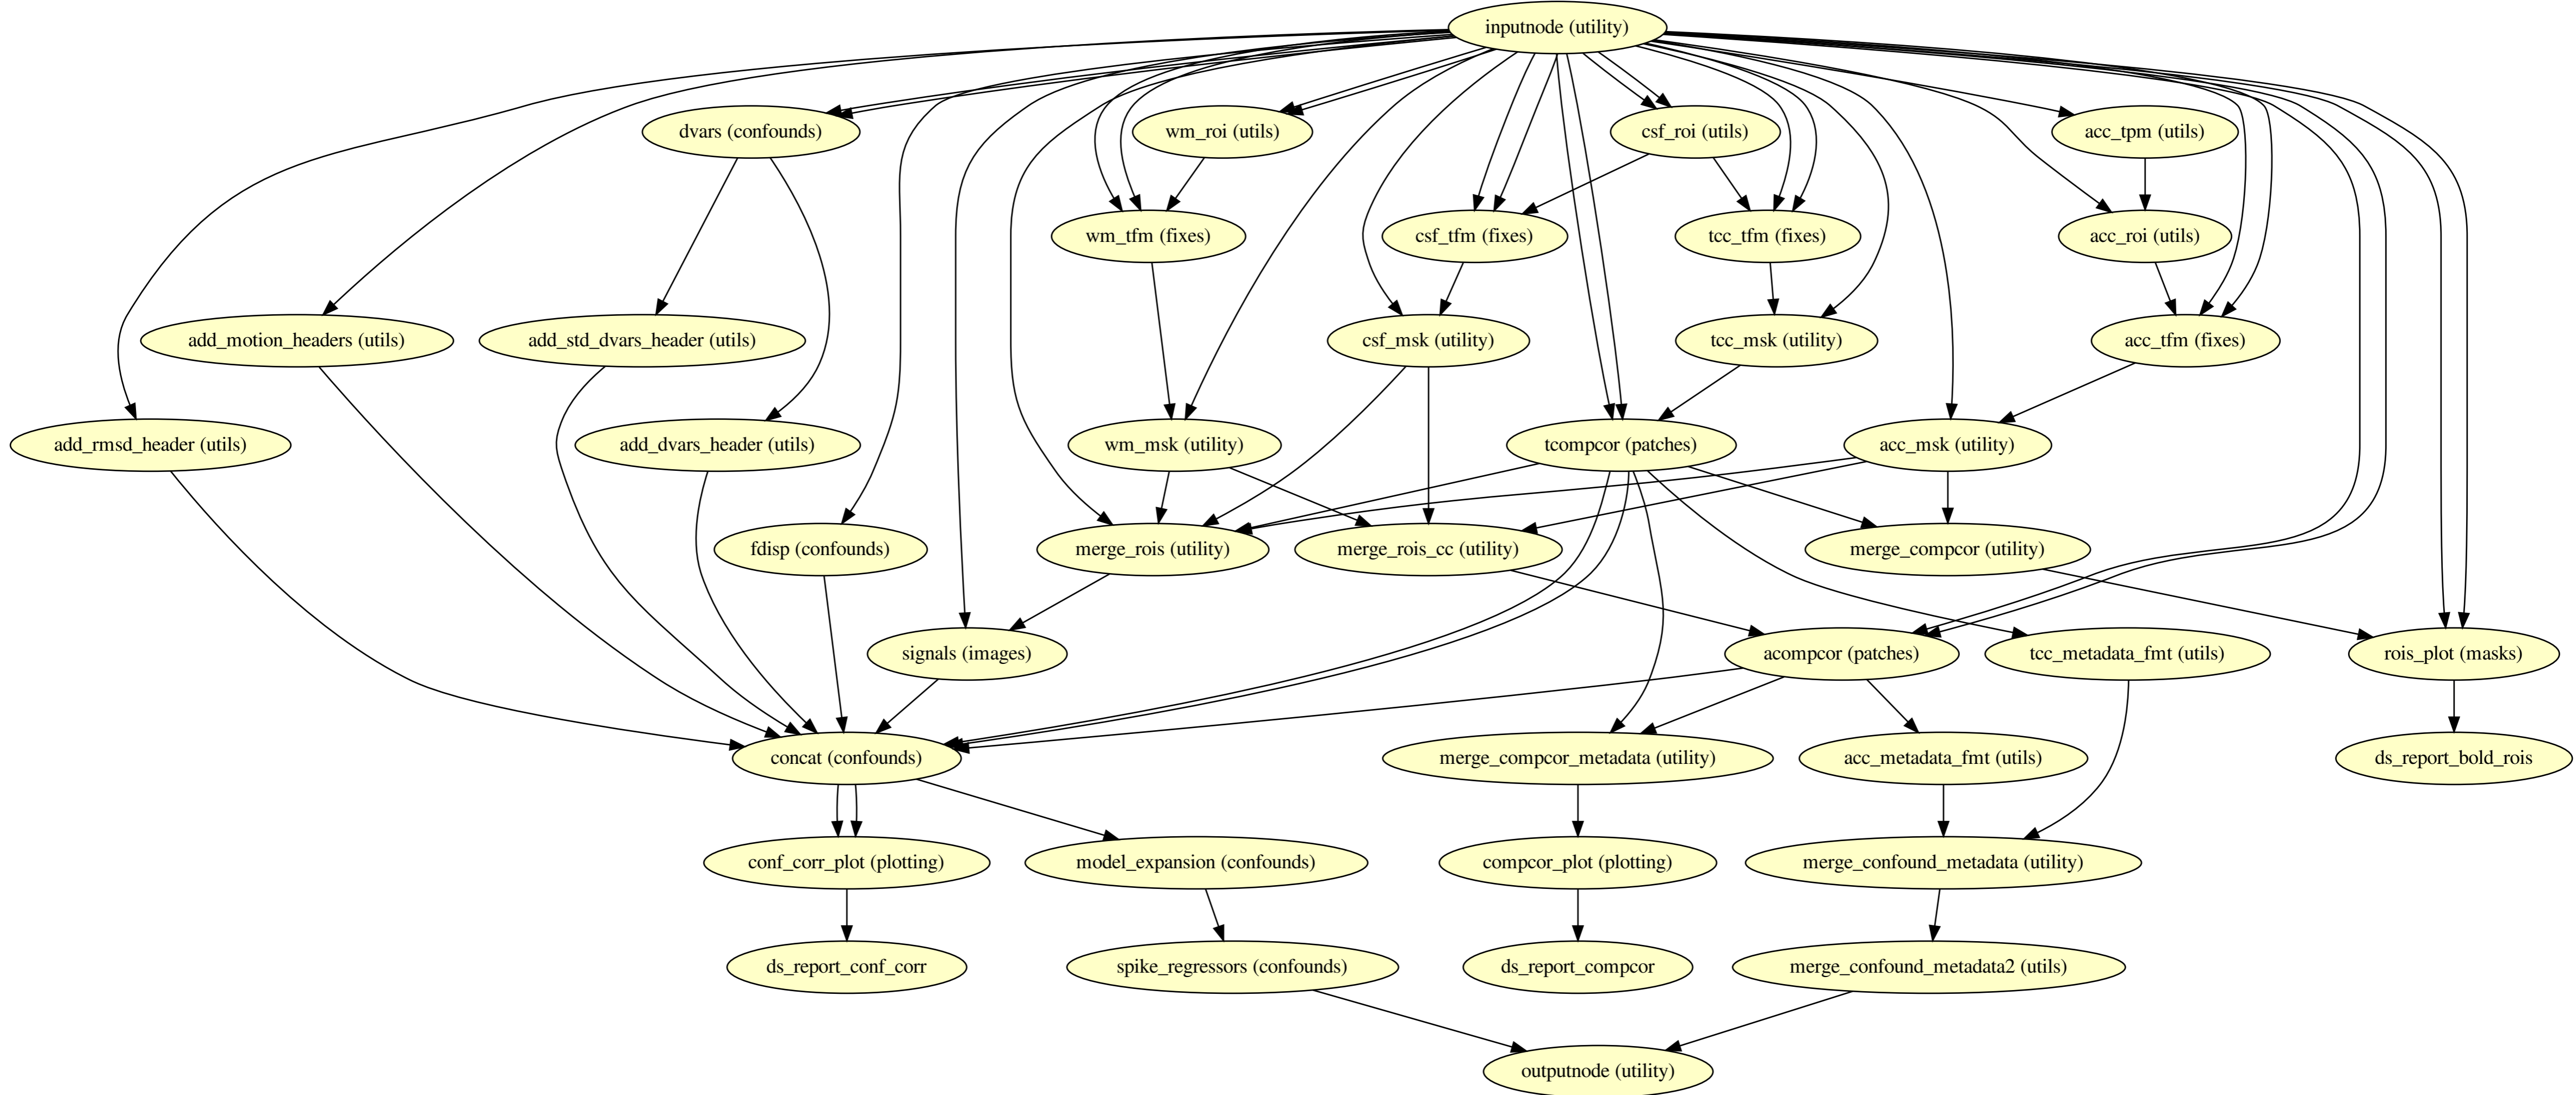 inputnode (utility)
dvars (confounds)
wm_roi (utils)
csf_roi (utils)
acc_tpm (utils)
wm_tfm (fixes)
csf_tfm (fixes)
tcc_tfm (fixes)
acc_roi (utils)
add_motion_headers (utils)
add_std_dvars_header (utils)
csf_msk (utility)
tcc_msk (utility)
acc_tfm (fixes)
add_rmsd_header (utils)
add_dvars_header (utils)
wm_msk (utility)
tcompcor (patches)
acc_msk (utility)
fdisp (confounds)
merge_rois (utility)
merge_rois_cc (utility)
merge_compcor (utility)
signals (images)
acompcor (patches)
tcc_metadata_fmt (utils)
rois_plot (masks)
concat (confounds)
merge_compcor_metadata (utility)
acc_metadata_fmt (utils)
ds_report_bold_rois
conf_corr_plot (plotting)
model_expansion (confounds)
compcor_plot (plotting)
merge_confound_metadata (utility)
ds_report_conf_corr
spike_regressors (confounds)
ds_report_compcor
merge_confound_metadata2 (utils)
outputnode (utility)